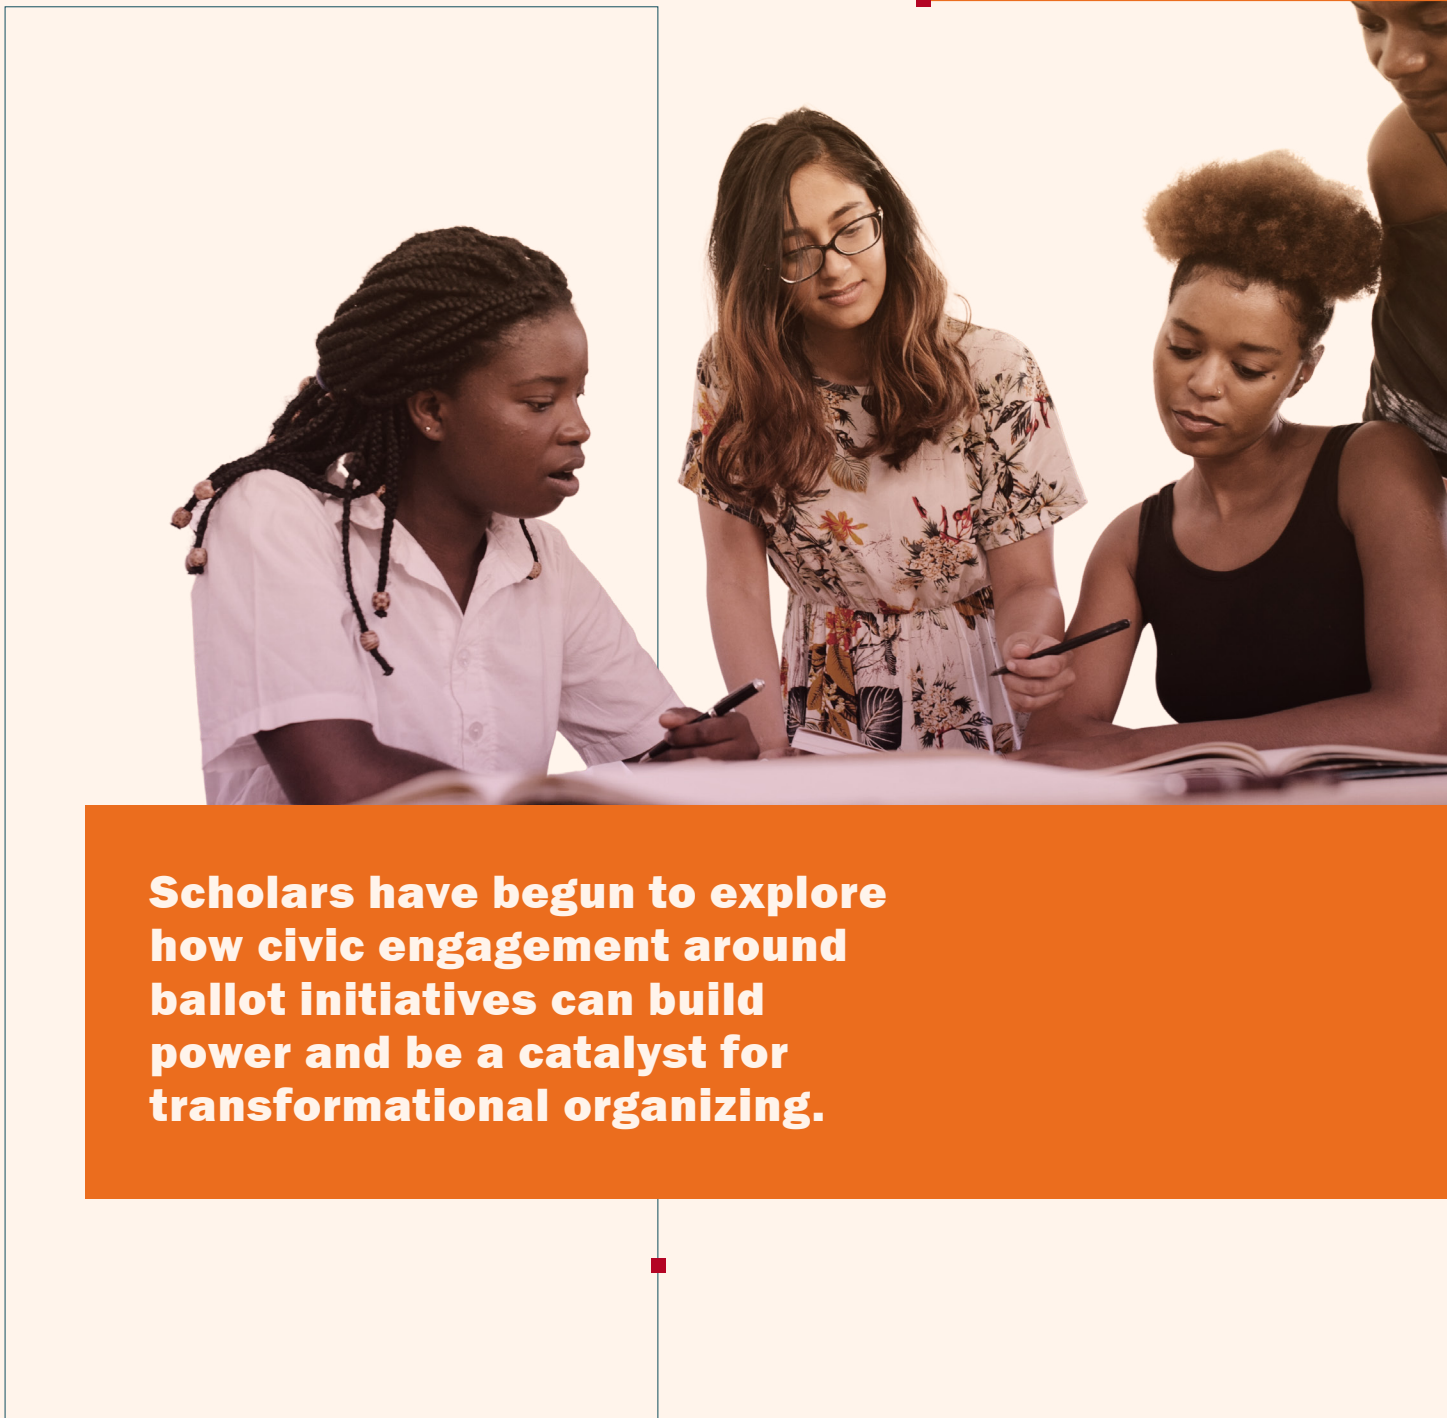 Scholars have begun to explore
how civic engagement around
ballot initiatives can build
power and be a catalyst for
transformational organizing.